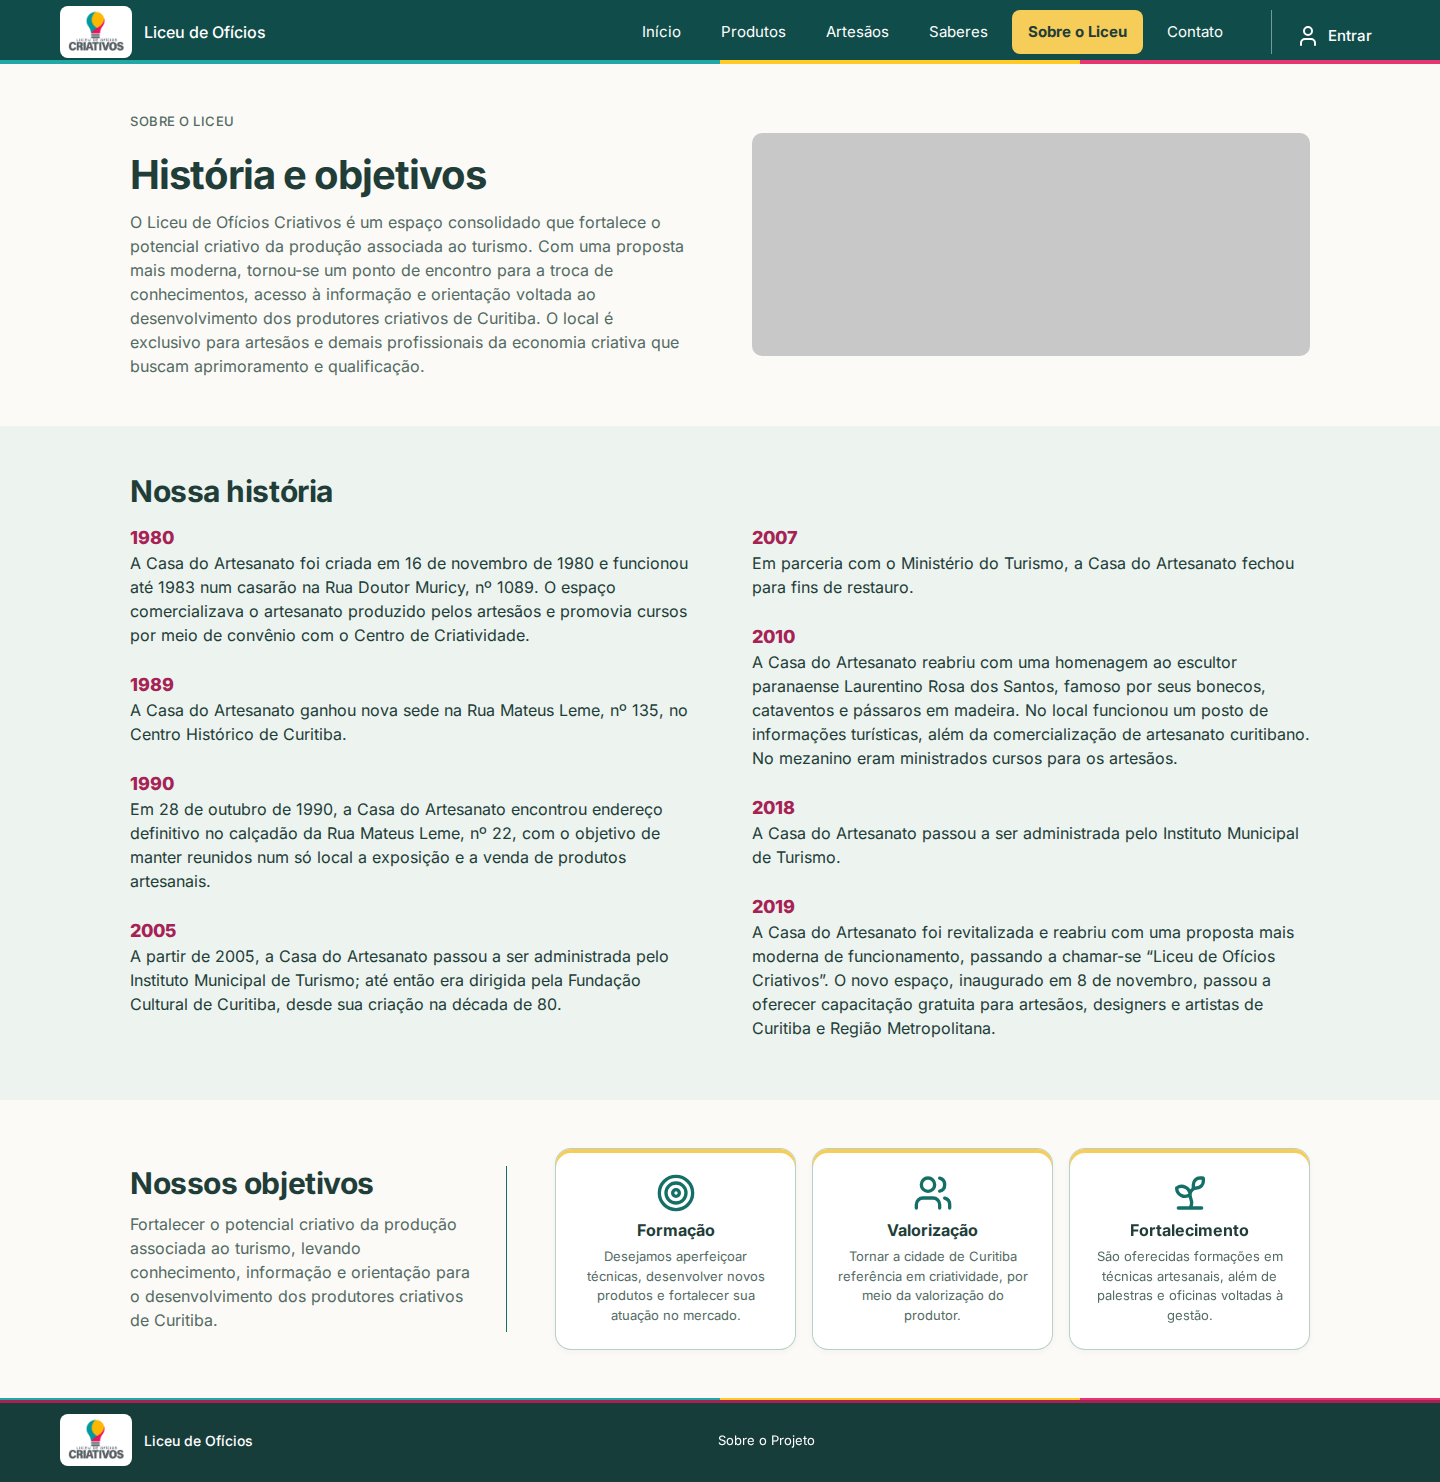 LICEU DE OFÍCIOS
CRIATIVOS
Liceu de Ofícios
Início
Produtos
Artesãos
Saberes
Sobre o Liceu
Contato
Entrar
SOBRE O LICEU
História e objetivos
O Liceu de Ofícios Criativos é um espaço consolidado que fortalece o
potencial criativo da produção associada ao turismo. Com uma proposta
mais moderna, tornou-se um ponto de encontro para a troca de
conhecimentos, acesso à informação e orientação voltada ao
desenvolvimento dos produtores criativos de Curitiba. O local é
exclusivo para artesãos e demais profissionais da economia criativa que
buscam aprimoramento e qualificação.
Nossa história
1980
A Casa do Artesanato foi criada em 16 de novembro de 1980 e funcionou
até 1983 num casarão na Rua Doutor Muricy, nº 1089. O espaço
comercializava o artesanato produzido pelos artesãos e promovia cursos
por meio de convênio com o Centro de Criatividade.
1989
A Casa do Artesanato ganhou nova sede na Rua Mateus Leme, nº 135, no
Centro Histórico de Curitiba.
1990
Em 28 de outubro de 1990, a Casa do Artesanato encontrou endereço
definitivo no calçadão da Rua Mateus Leme, nº 22, com o objetivo de
manter reunidos num só local a exposição e a venda de produtos
artesanais.
2005
A partir de 2005, a Casa do Artesanato passou a ser administrada pelo
Instituto Municipal de Turismo; até então era dirigida pela Fundação
Cultural de Curitiba, desde sua criação na década de 80.
2007
Em parceria com o Ministério do Turismo, a Casa do Artesanato fechou
para fins de restauro.
2010
A Casa do Artesanato reabriu com uma homenagem ao escultor
paranaense Laurentino Rosa dos Santos, famoso por seus bonecos,
cataventos e pássaros em madeira. No local funcionou um posto de
informações turísticas, além da comercialização de artesanato curitibano.
No mezanino eram ministrados cursos para os artesãos.
2018
A Casa do Artesanato passou a ser administrada pelo Instituto Municipal
de Turismo.
2019
A Casa do Artesanato foi revitalizada e reabriu com uma proposta mais
moderna de funcionamento, passando a chamar-se “Liceu de Ofícios
Criativos”. O novo espaço, inaugurado em 8 de novembro, passou a
oferecer capacitação gratuita para artesãos, designers e artistas de
Curitiba e Região Metropolitana.
Nossos objetivos
Fortalecer o potencial criativo da produção
associada ao turismo, levando
conhecimento, informação e orientação para
o desenvolvimento dos produtores criativos
de Curitiba.
Formação
Desejamos aperfeiçoar
técnicas, desenvolver novos
produtos e fortalecer sua
atuação no mercado.
Valorização
Tornar a cidade de Curitiba
referência em criatividade, por
meio da valorização do
produtor.
Fortalecimento
São oferecidas formações em
técnicas artesanais, além de
palestras e oficinas voltadas à
gestão.
LICEU DE OFÍCIOS
CRIATIVOS
Liceu de Ofícios
Sobre o Projeto